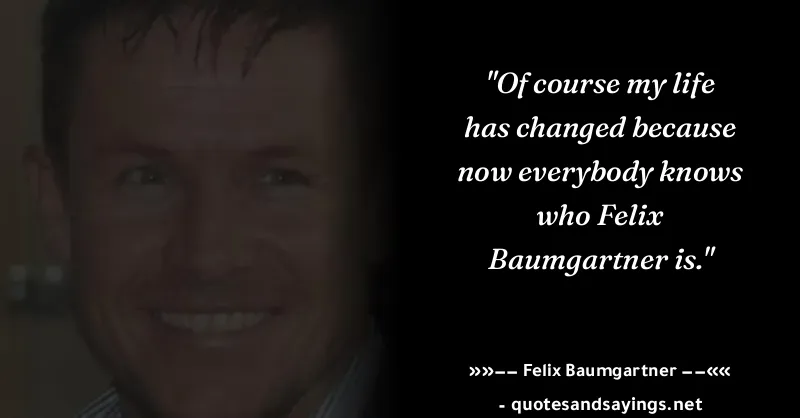 "Of course my life
has changed because
now everybody knows
who Felix
Baumgartner is."
»»−− Felix Baumgartner −−««
- quotesandsayings.net